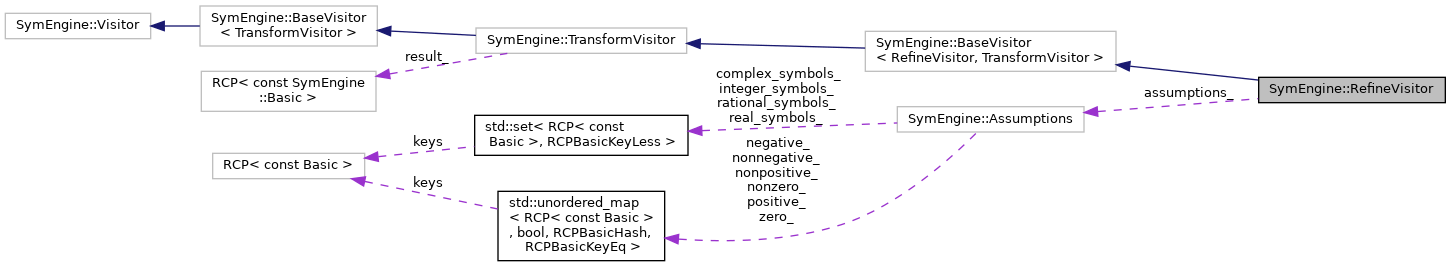 SymEngine::Visitor
SymEngine::BaseVisitor
< TransformVisitor >
SymEngine::TransformVisitor
result_
RCP< const SymEngine
::Basic >
SymEngine::BaseVisitor
< RefineVisitor, TransformVisitor >
SymEngine::RefineVisitor
assumptions_
SymEngine::Assumptions
complex_symbols_
integer_symbols_
rational_symbols_
real_symbols_
std::set< RCP< const
Basic >, RCPBasicKeyLess >
keys
RCP< const Basic >
keys
negative_
nonnegative_
nonpositive_
nonzero_
positive_
zero_
std::unordered_map
< RCP< const Basic >
, bool, RCPBasicHash,
RCPBasicKeyEq >